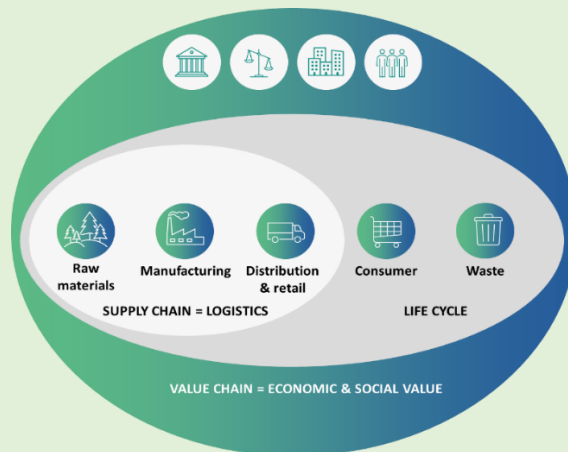 Raw
materials
Manufacturing
Distribution
& retail
Consumer
Waste
SUPPLY CHAIN = LOGISTICS
LIFE CYCLE
VALUE CHAIN = ECONOMIC & SOCIAL VALUE